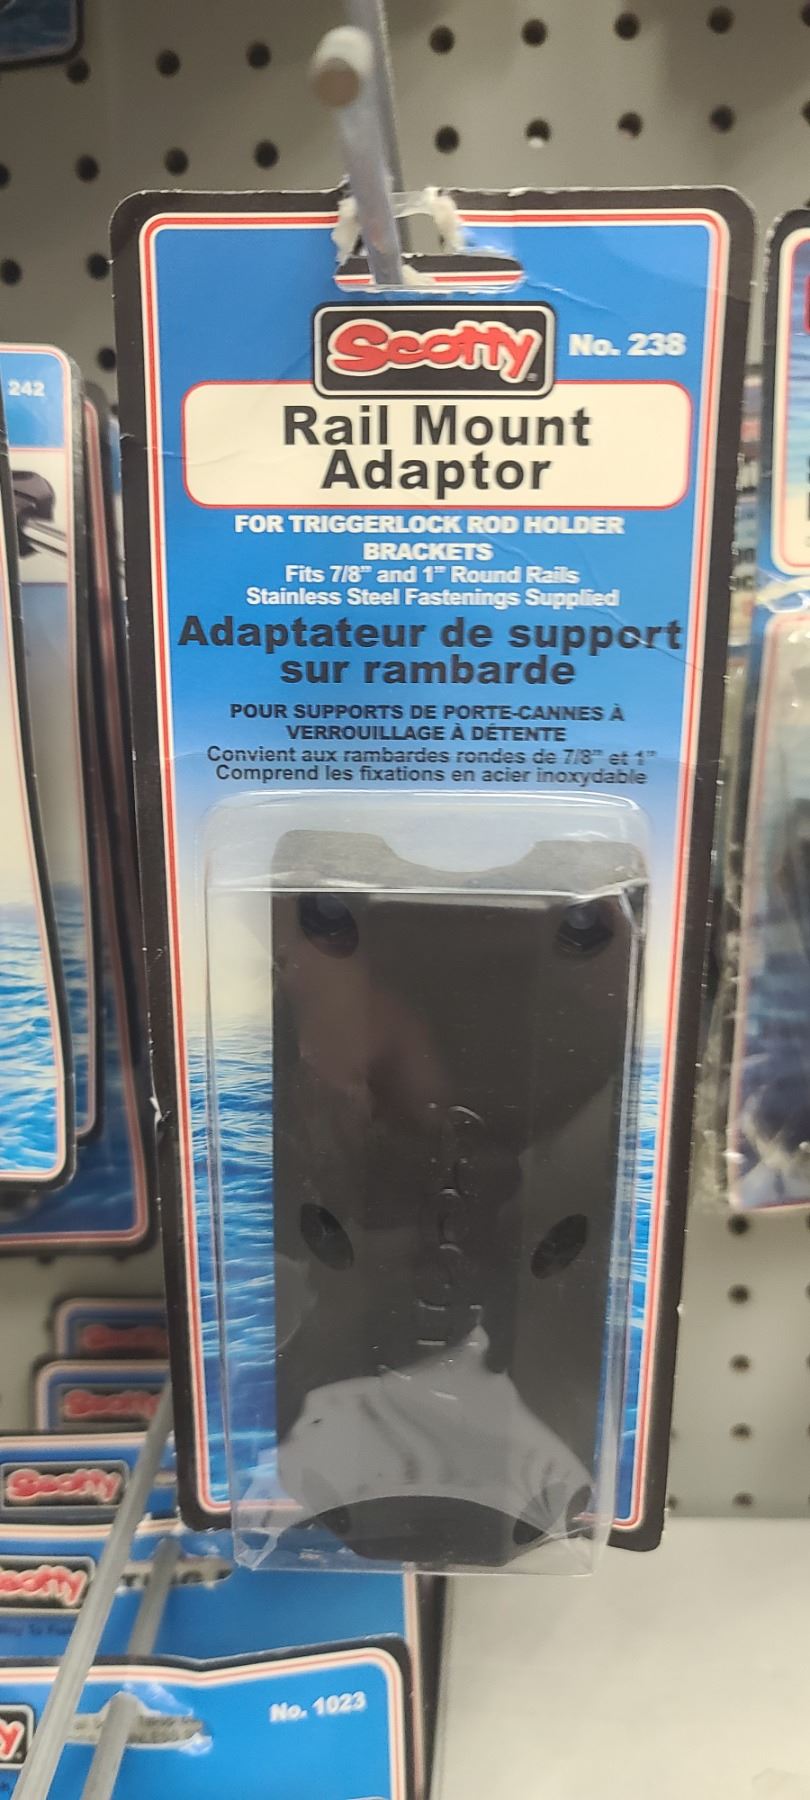 Scotty
No. 238
Rail Mount
Adaptor
FOR TRIGGERLOCK ROD HOLDER
BRACKETS
Fits 7/8” and 1” Round Rails
Stainless Steel Fastenings Supplied
Adaptateur de support
sur rambarde
POUR SUPPORTS DE PORTE-CANNES À
VERROUILLAGE À DÉTENTE
Convient aux rambardes rondes de 7/8” et 1”
Comprend les fixations en acier inoxydable
242
Scotty
No. 1023